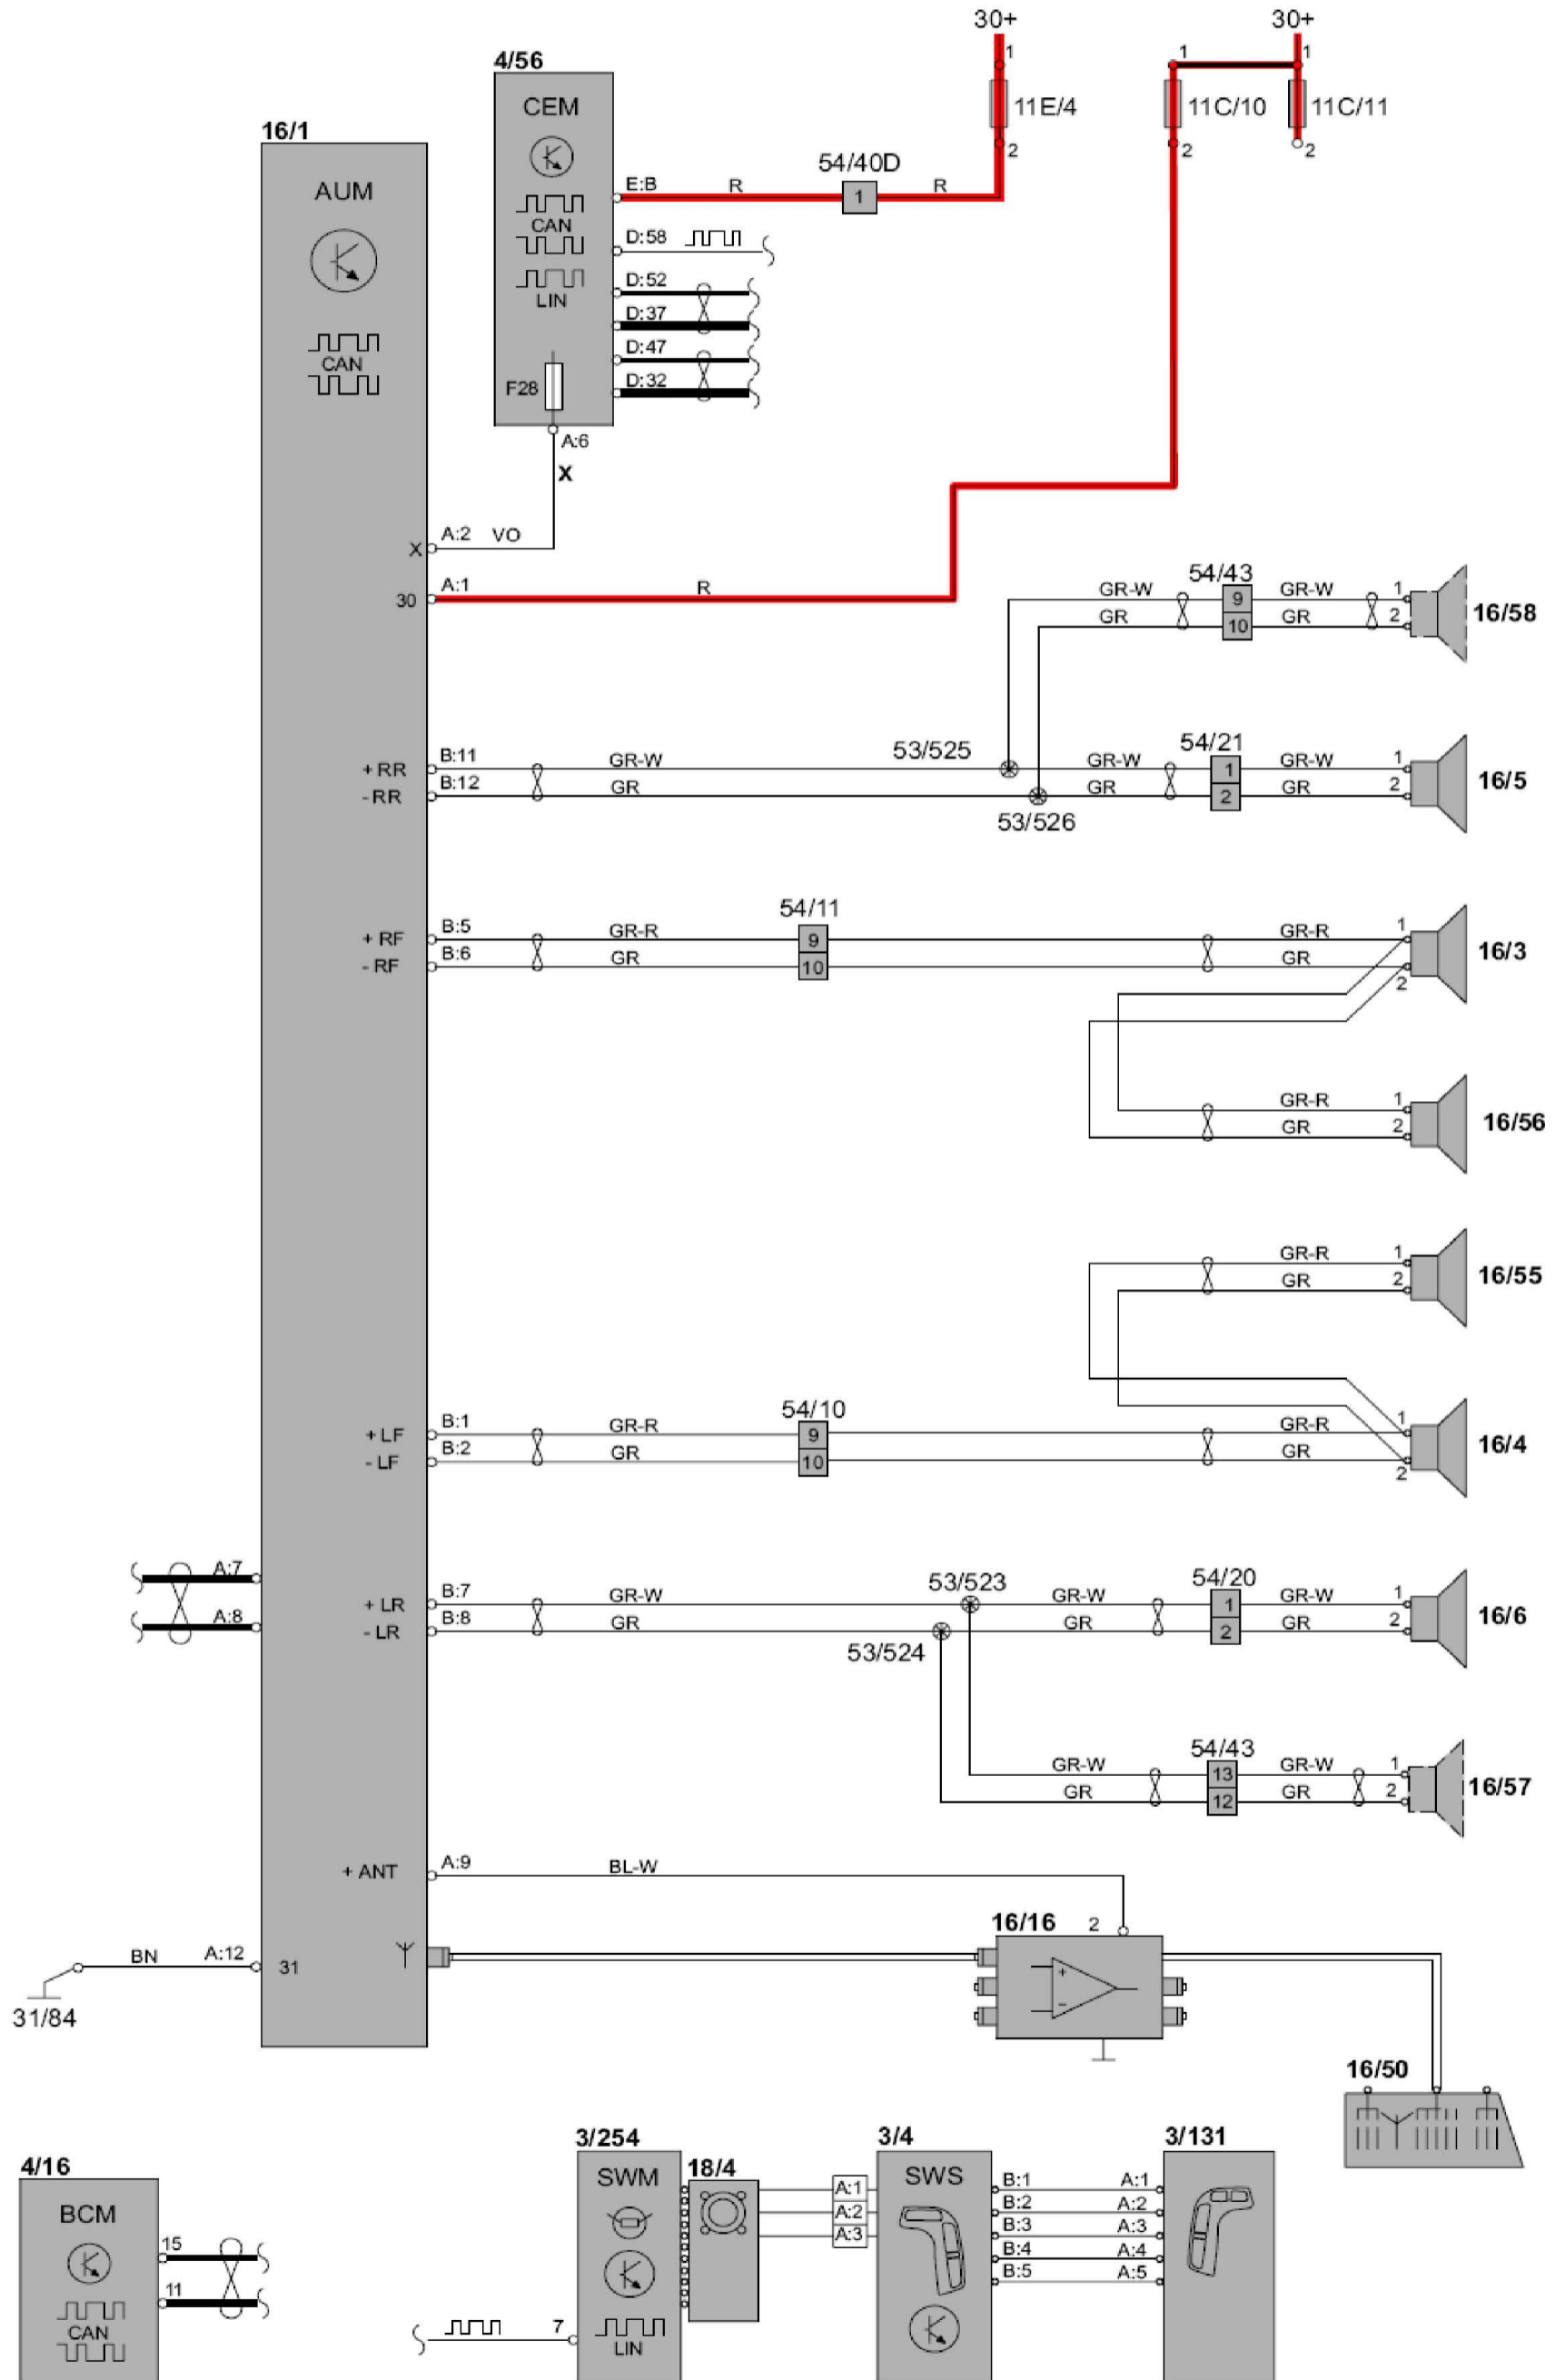 30+
30+
1
1
1
4/56
CEM
11E/4
11C/10
11C/11
16/1
2
2
2
AUM
54/40D
E:B
R
1
R
CAN
D:58
LIN
D:52
D:37
CAN
D:47
F28
D:32
A:6
X
X
A:2
VO
30
A:1
R
54/43
GR-W
9
GR-W
1
GR
10
GR
2
16/58
53/525
54/21
+ RR
B:11
GR-W
GR-W
1
GR-W
1
- RR
B:12
GR
GR
2
GR
2
16/5
53/526
54/11
+ RF
B:5
GR-R
9
GR-R
1
- RF
B:6
GR
10
GR
2
16/3
GR-R
1
GR
2
16/56
GR-R
1
GR
2
16/55
54/10
+ LF
B:1
GR-R
9
GR-R
1
- LF
B:2
GR
10
GR
2
16/4
A:7
A:8
53/523
54/20
+ LR
B:7
GR-W
GR-W
1
GR-W
1
- LR
B:8
GR
GR
2
GR
2
16/6
53/524
54/43
GR-W
13
GR-W
1
GR
12
GR
2
16/57
+ ANT
A:9
BL-W
16/16
2
+
−
BN
A:12
31
31/84
16/50
4/16
BCM
15
11
CAN
3/254
SWM
18/4
7
LIN
3/4
SWS
A:1
A:2
A:3
B:1
B:2
B:3
B:4
B:5
3/131
A:1
A:2
A:3
A:4
A:5